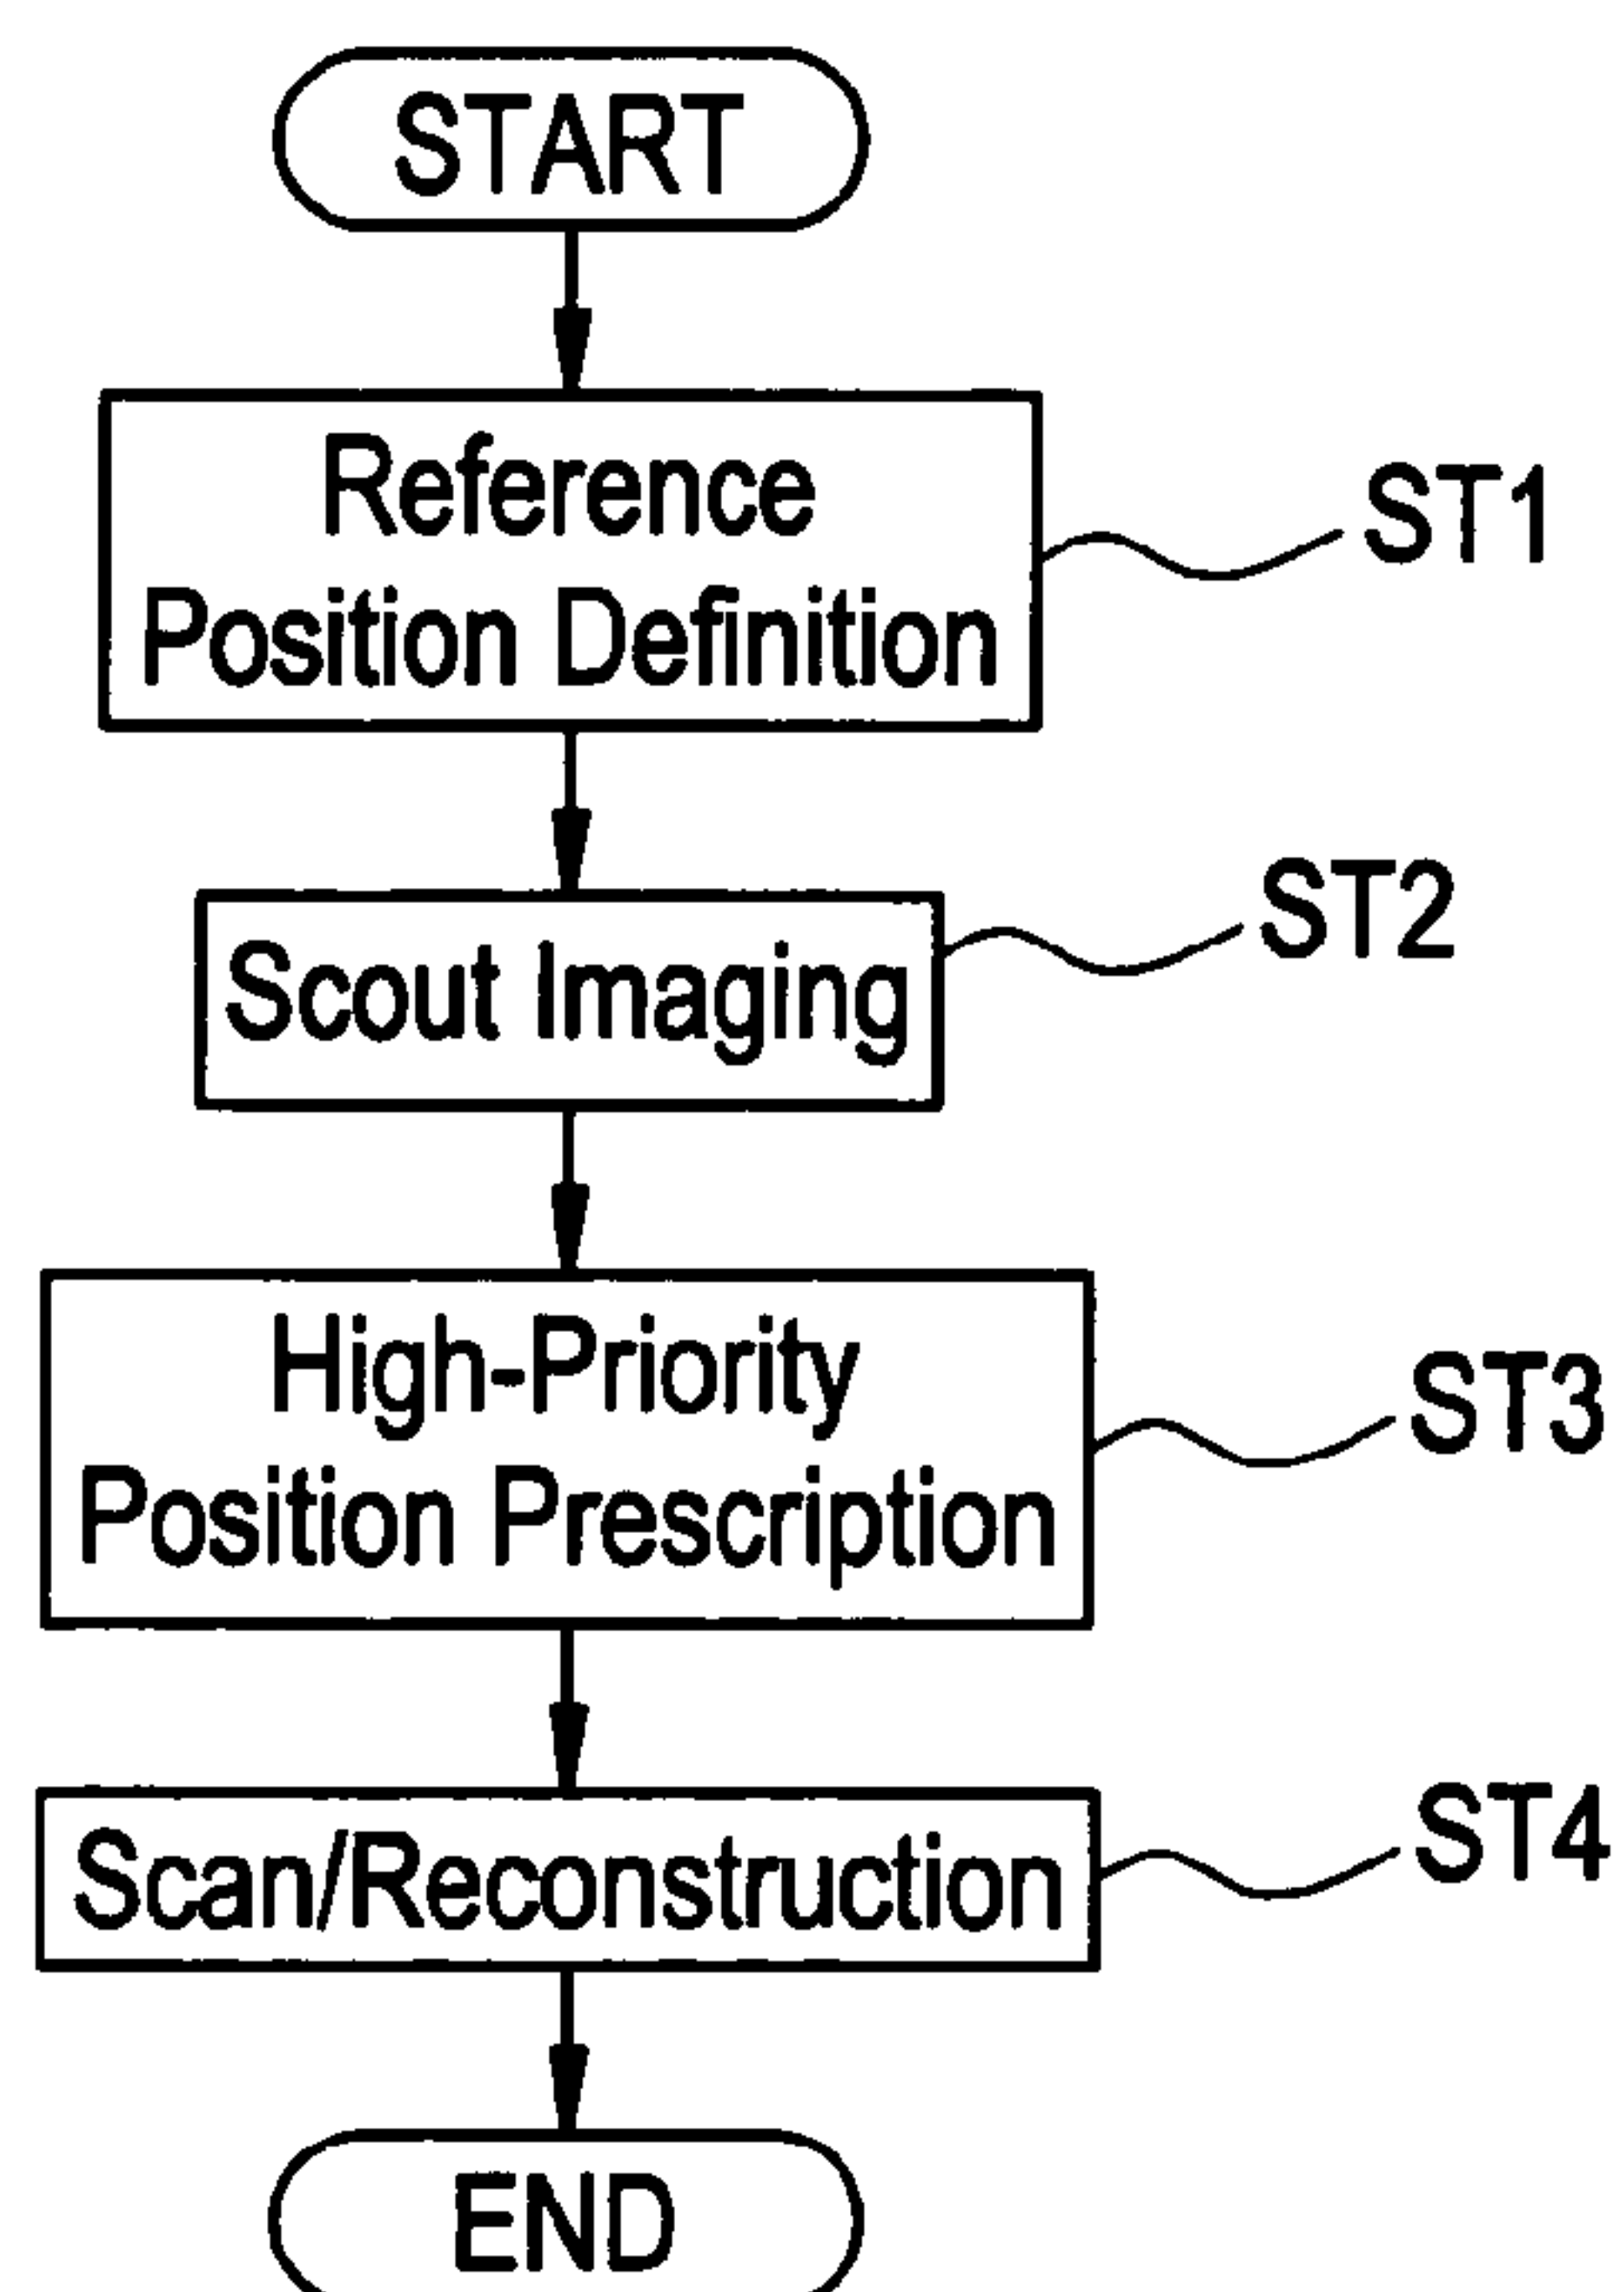 START
Reference
Position Definition
ST1
Scout Imaging
ST2
High-Priority
Position Prescription
ST3
Scan/Reconstruction
ST4
END